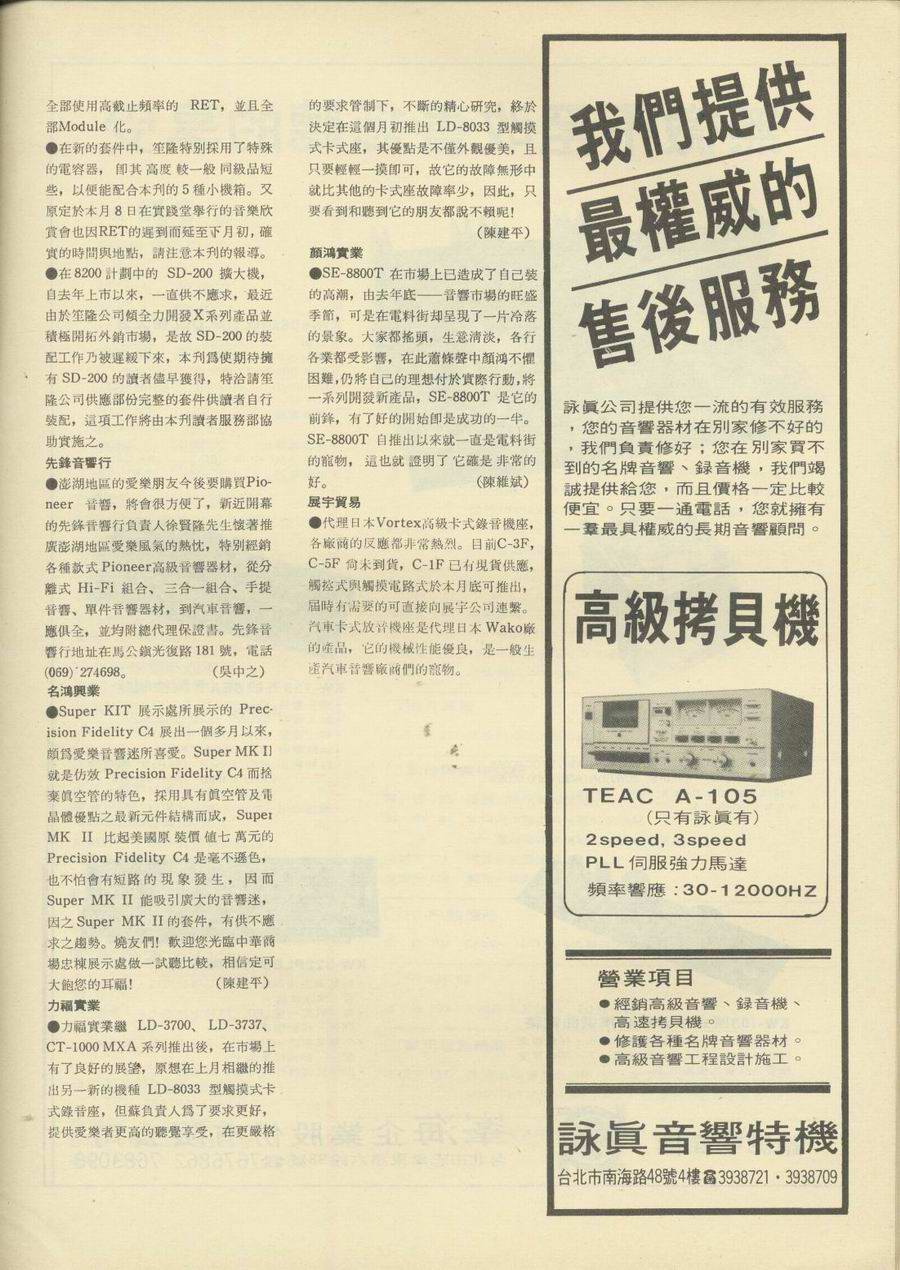 全部使用高截止頻率的 RET，並且全
部Module 化。
●在新的套件中，笙隆特別採用了特殊
的電容器， 即其高度 較一般 同級品短
些，以便能配合本刋的 5 種小機箱。又
原定於本月 8 日在實踐堂舉行的音樂欣
賞會也因RET的遲到而延至下月初，確
實的時間與地點，請注意本刋的報導。
●在 8200 計劃中的 SD-200 擴大機，
自去年上市以來，一直供不應求，最近
由於笙隆公司傾全力開發X系列產品並
積極開拓外銷市場，是故 SD-200 的裝
配工作乃被遲緩下來，本刋爲使期待擁
有 SD-200 的讀者儘早獲得，特洽請笙
隆公司供應部份完整的套件供讀者自行
裝配，這項工作將由本刋讀者服務部協
助實施之。
先鋒音響行
●澎湖地區的愛樂朋友今後要購買Pio-
neer 音響，將會很方便了，新近開幕
的先鋒音響行負責人徐賢隆先生懷著推
廣澎湖地區愛樂風氣的熱忱，特別經銷
各種款式 Pioneer高級音響器材，從分
離式 Hi-Fi 組合、三合一組合、手提
音響、單件音響器材，到汽車音響，一
應俱全，並均附總代理保證書。先鋒音
響行地址在馬公鎭光復路 181 號，電話
(069) 274698。 （吳中之）
名鴻興業
●Super KIT 展示處所展示的 Prec-
ision Fidelity C4 展出一個多月以來，
頗爲愛樂音響迷所喜愛。Super MK II
就是仿效 Precision Fidelity C4 而捨
棄眞空管的特色，採用具有眞空管及電
晶體優點之最新元件結構而成，Super
MK II 比起美國原裝價值七萬元的
Precision Fidelity C4 是毫不遜色，
也不怕會有短路的現象發生，因而
Super MK II 能吸引廣大的音響迷，
因之 Super MK II 的套件，有供不應
求之趨勢。燒友們！歡迎您光臨中華商
場忠棟展示處做一試聽比較，相信定可
大飽您的耳福！ （陳建平）
力福實業
●力福實業繼 LD-3700、 LD-3737、
CT-1000 MXA 系列推出後，在市場上
有了良好的展望，原想在上月相繼的推
出另一新的機種 LD-8033 型觸摸式卡
式錄音座，但蘇負責人爲了要求更好，
提供愛樂者更高的聽覺享受，在更嚴格
的要求管制下，不斷的精心研究，終於
決定在這個月初推出 LD-8033 型觸摸
式卡式座，其優點是不僅外觀優美，且
只要輕輕一摸即可，故它的故障無形中
就比其他的卡式座故障率少，因此，只
要看到和聽到它的朋友都說不賴呢！
（陳建平）
顏鴻實業
●SE-8800T 在市場上已造成了自己裝
的高潮，由去年底——音響市場的旺盛
季節，可是在電料街却呈現了一片冷落
的景象。大家都搖頭，生意清淡，各行
各業都受影響，在此蕭條聲中顏鴻不懼
困難，仍將自己的理想付於實際行動，將
一系列開發新產品，SE-8800T 是它的
前鋒，有了好的開始即是成功的一半。
SE-8800T 自推出以來就一直是電料街
的寵物， 這也就 證明了 它確是 非常的
好。 （陳維斌）
展宇貿易
●代理日本Vortex高級卡式錄音機座，
各廠商的反應都非常熱烈。目前C-3F，
C-5F 尙未到貨，C-1F 已有現貨供應，
觸控式與觸摸電路式於本月底可推出，
屆時有需要的可直接向展宇公司連繫。
汽車卡式放音機座是代理日本 Wako廠
的產品，它的機械性能優良，是一般生
產汽車音響廠商們的寵物。
我們提供
最權威的
售後服務
詠眞公司提供您一流的有效服務
，您的音響器材在別家修不好的
，我們負責修好；您在別家買不
到的名牌音響、錄音機，我們竭
誠提供給您，而且價格一定比較
便宜。只要一通電話，您就擁有
一羣最具權威的長期音響顧問。
高級拷貝機
TEAC A-105
（只有詠眞有）
2speed, 3speed
PLL 伺服強力馬達
頻率響應：30-12000HZ
營業項目
●經銷高級音響、錄音機、
高速拷貝機。
●修護各種名牌音響器材。
●高級音響工程設計施工。
詠眞音響特機
台北市南海路48號4樓☎3938721・3938709